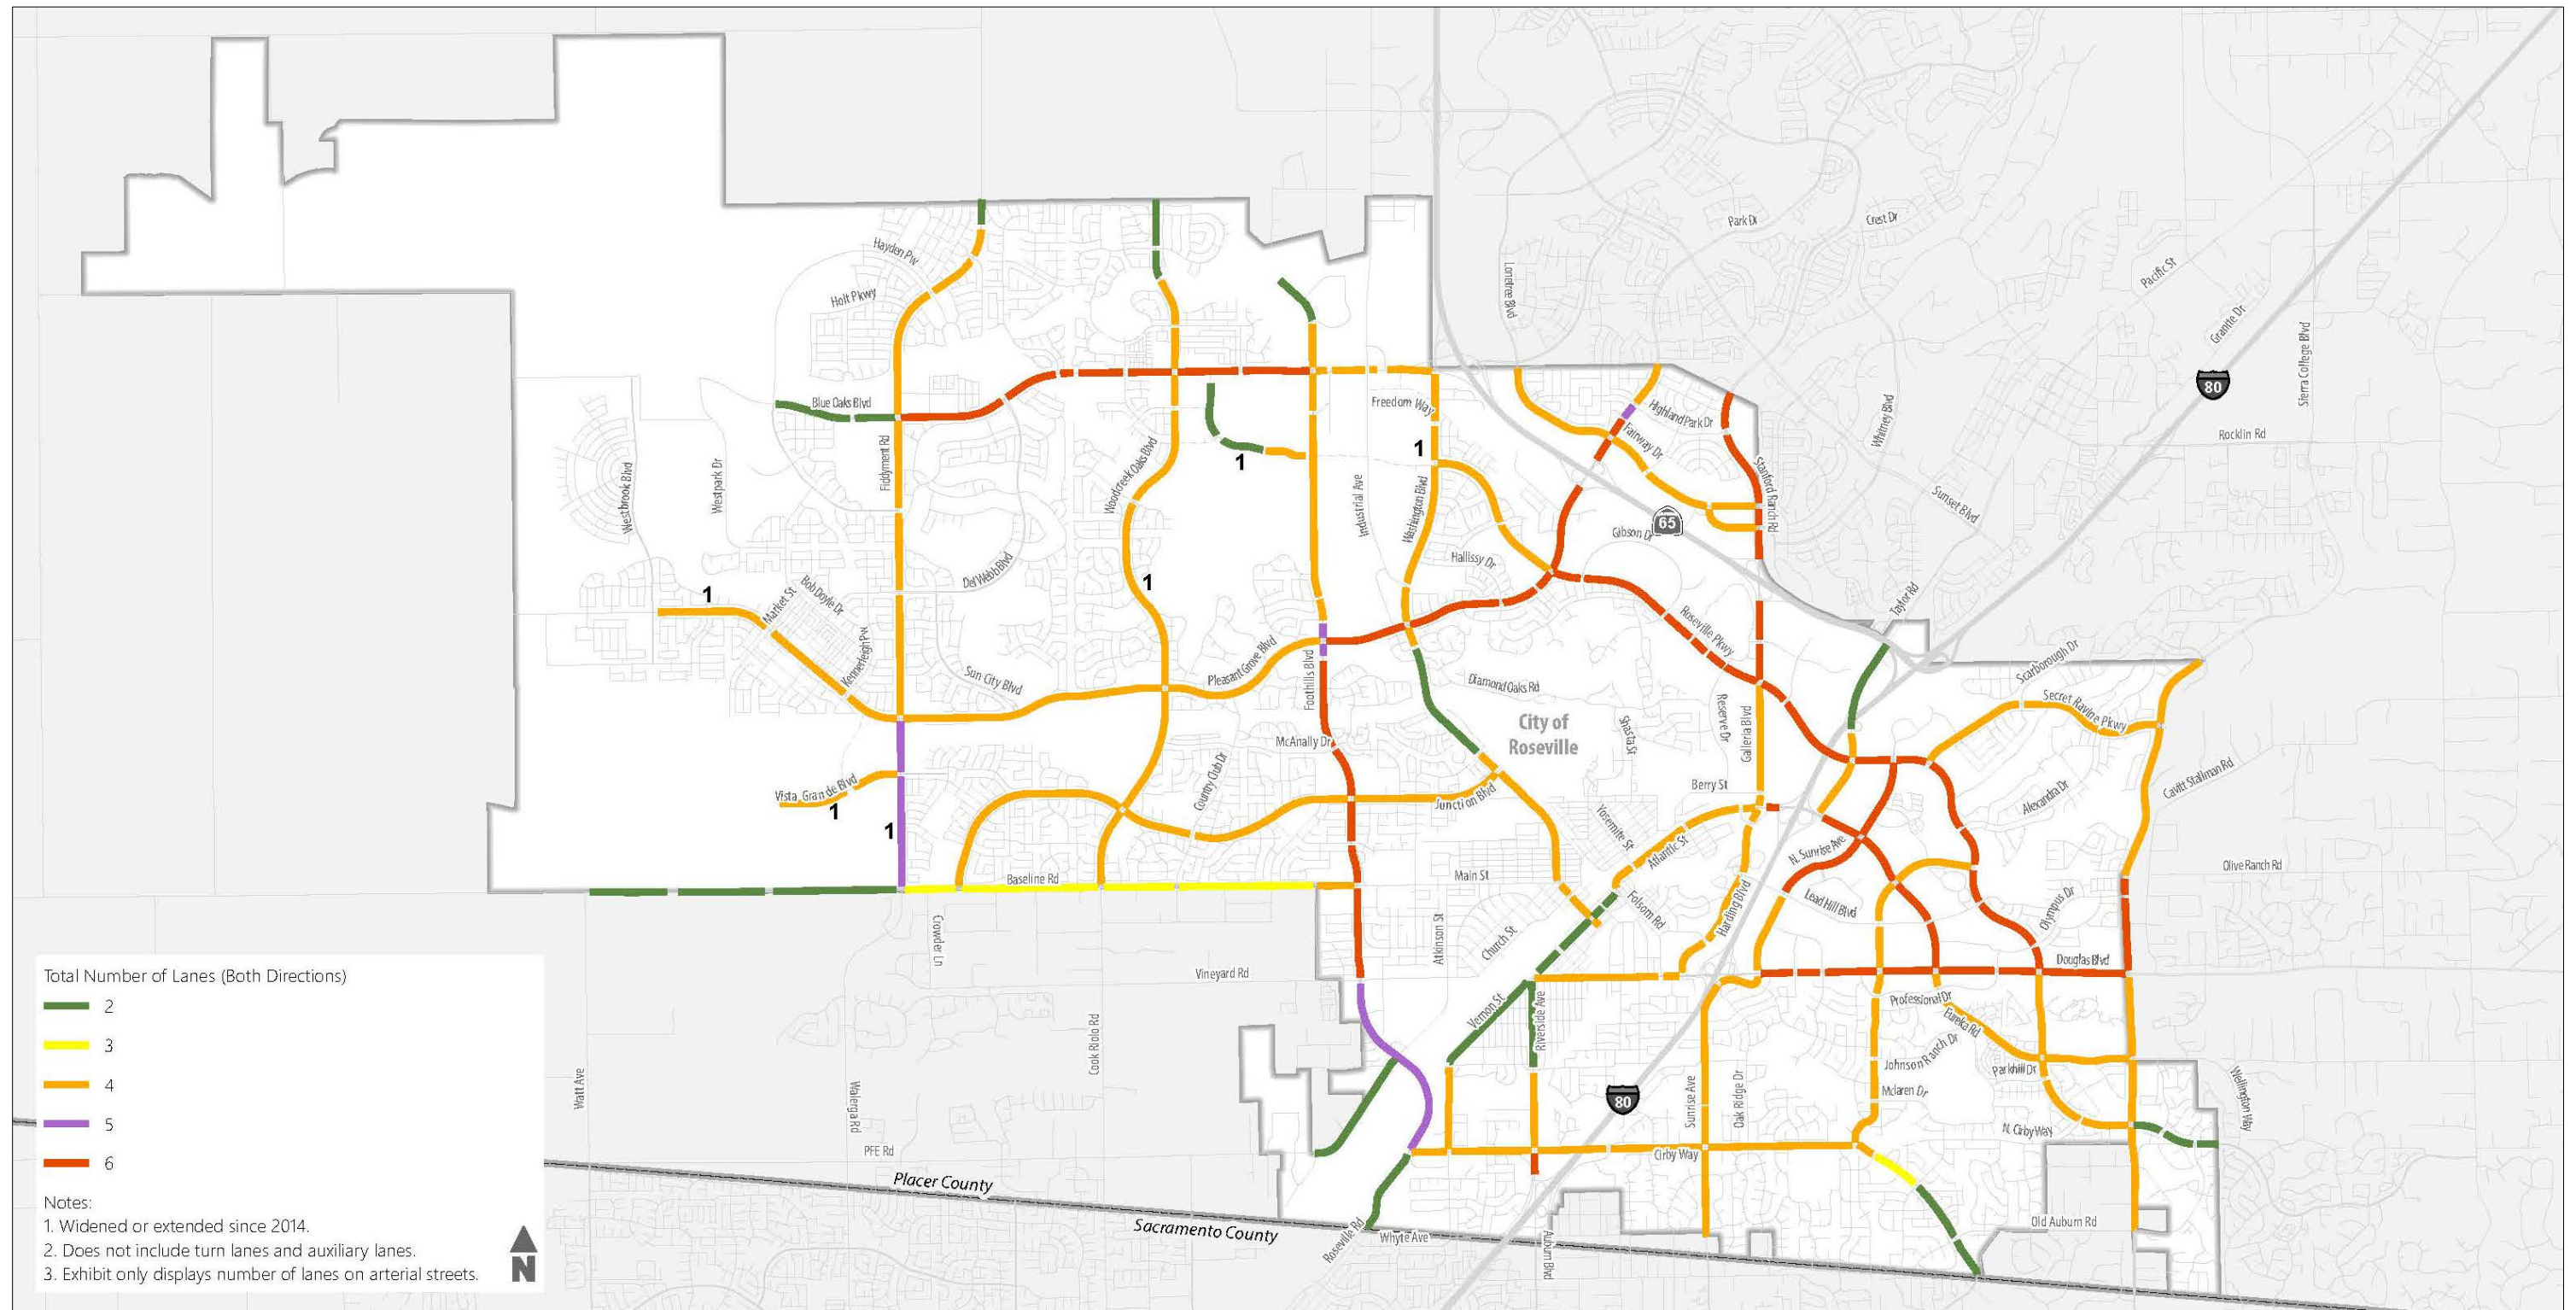 Park Dr
Crest Dr
Hayden Pw
Lonetree Blvd
Pacific St
Holt Pkwy
Granite Dr
Sierra College Blvd
80
Blue Oaks Blvd
Freedom Way
Highland Park Dr
Whitney Blvd
Fairway Dr
Rocklin Rd
1
1
Fiddyment Rd
Woodcreek Oaks Blvd
Westbrook Blvd
Westpark Dr
Industrial Ave
Washington Blvd
Stanford Ranch Rd
Sunset Blvd
65
Gibson Dr
Hallissy Dr
Del Webb Blvd
1
1
Bob Doyle Dr
Market St
Taylor Rd
Roseville Pkwy
Kennerleigh Pw
Pleasant Grove Blvd
Foothills Blvd
Sun City Blvd
Diamond Oaks Rd
Scarborough Dr
Secret Ravine Pkwy
City of
Roseville
Shasta St
Reserve Dr
Galleria Blvd
McAnally Dr
Country Club Dr
Cavitt Stallman Rd
Vista Grande Blvd
1
1
Berry St
Junction Blvd
Alexandra Dr
Yosemite St
Atlantic St
N. Sunrise Ave
Baseline Rd
Main St
Olive Ranch Rd
Lead Hill Blvd
Folsom Rd
Harding Blvd
Olympus Dr
Crowder Ln
Atkinson St
Church St
Vineyard Rd
Douglas Blvd
Vernon St
Riverside Ave
Professional Dr
Eureka Rd
Johnson Ranch Dr
Parkhill Dr
Mclaren Dr
Cook Riolo Rd
Watt Ave
Walerga Rd
Sunrise Ave
Oak Ridge Dr
80
Wellington Way
N. Cirby Way
PFE Rd
Cirby Way
Placer County
Sacramento County
Roseville Rd
Whyte Ave
Auburn Blvd
Old Auburn Rd
Total Number of Lanes (Both Directions)
2
3
4
5
6
Notes:
1. Widened or extended since 2014.
2. Does not include turn lanes and auxiliary lanes.
3. Exhibit only displays number of lanes on arterial streets.
N